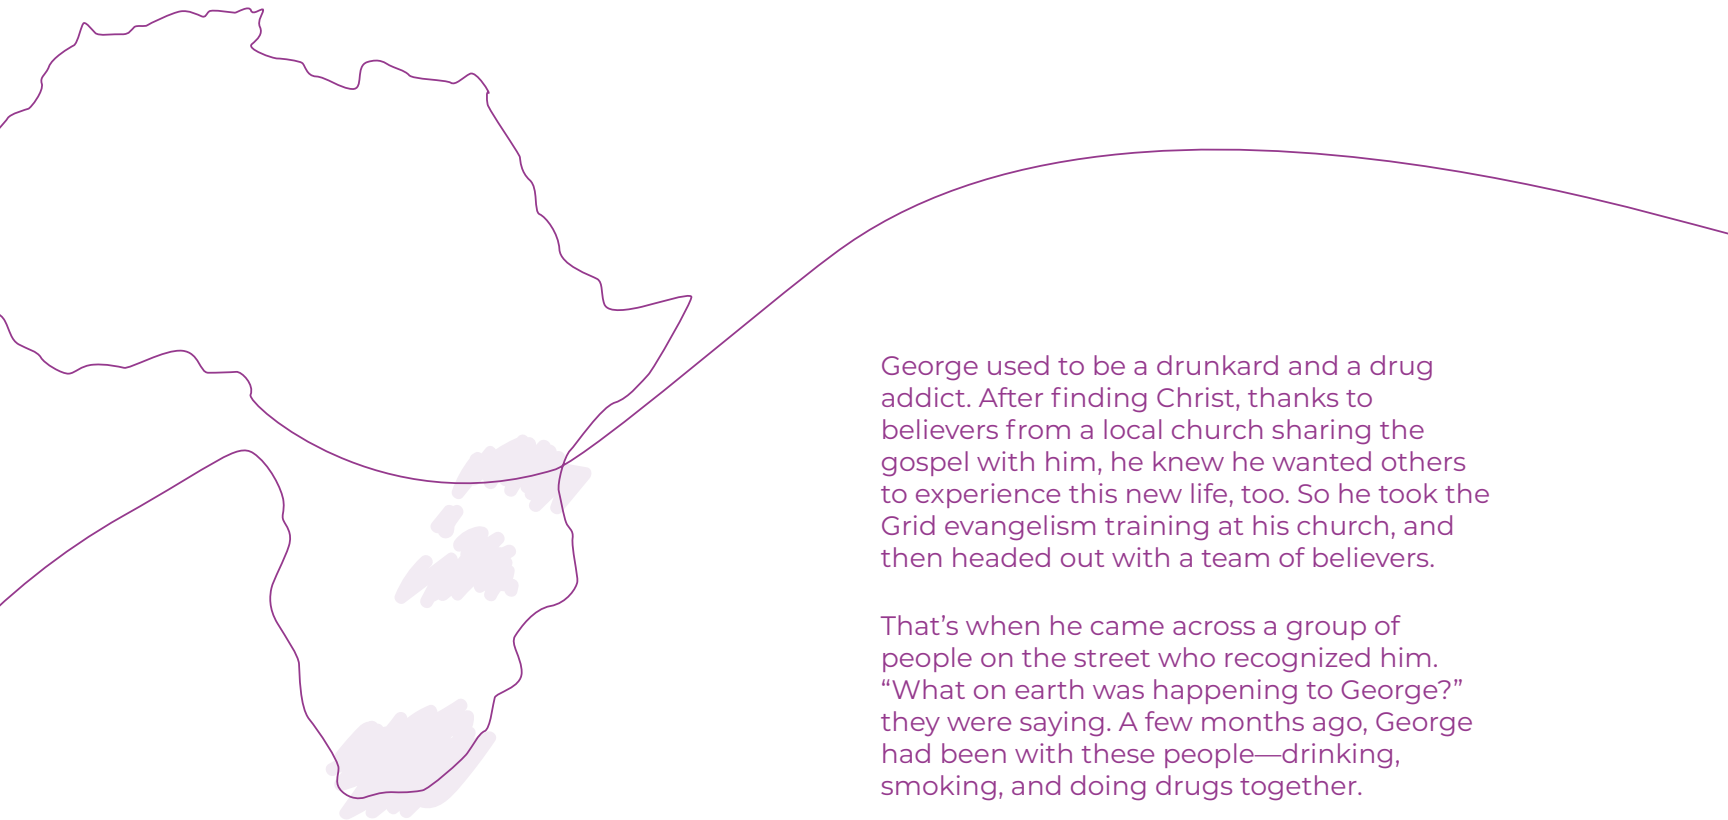 George used to be a drunkard and a drug
addict. After finding Christ, thanks to
believers from a local church sharing the
gospel with him, he knew he wanted others
to experience this new life, too. So he took the
Grid evangelism training at his church, and
then headed out with a team of believers.
That’s when he came across a group of
people on the street who recognized him.
“What on earth was happening to George?”
they were saying. A few months ago, George
had been with these people—drinking,
smoking, and doing drugs together.